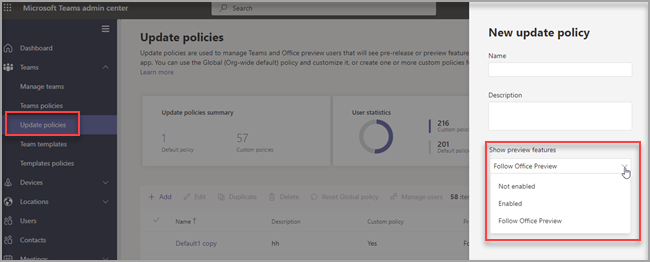 Microsoft Teams admin center
Search
Dashboard
Teams
Manage teams
Teams policies
Update policies
Team templates
Templates policies
Devices
Locations
Users
Contacts
Meetings
Update policies
Update policies are used to manage Teams and Office preview users that will see pre-release or preview feature
app. You can use the Global (Org-wide default) policy and customize it, or create one or more custom policies f
Learn more
Update policies summary
1
Default policy
57
Custom policies
User statistics
216
Custom polic
201
Default polic
Add
Edit
Duplicate
Delete
Reset Global policy
Manage users
58 ite
Name ↑
Description
Custom policy
Default1 copy
hh
Yes
New update policy
Name
Description
Show preview features
Follow Office Preview
Not enabled
Enabled
Follow Office Preview